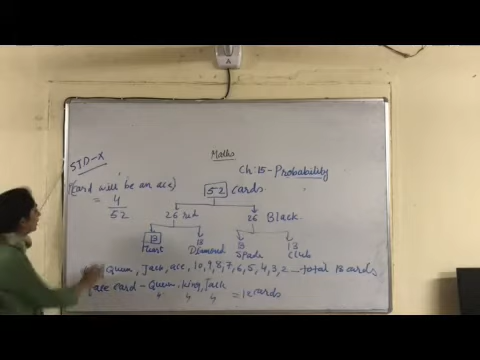 Maths
STD-X
Ch:15-Probability
(card will be an ace)
= 4/52
52 cards
26 red
26 Black
13 Heart
13 Diamond
13 Spade
13 Club
Queen, Jack, ace, 10,9,8,7,6,5,4,3,2 - total 13 cards
face card - Queen, king, Jack = 12 cards
4 4 4